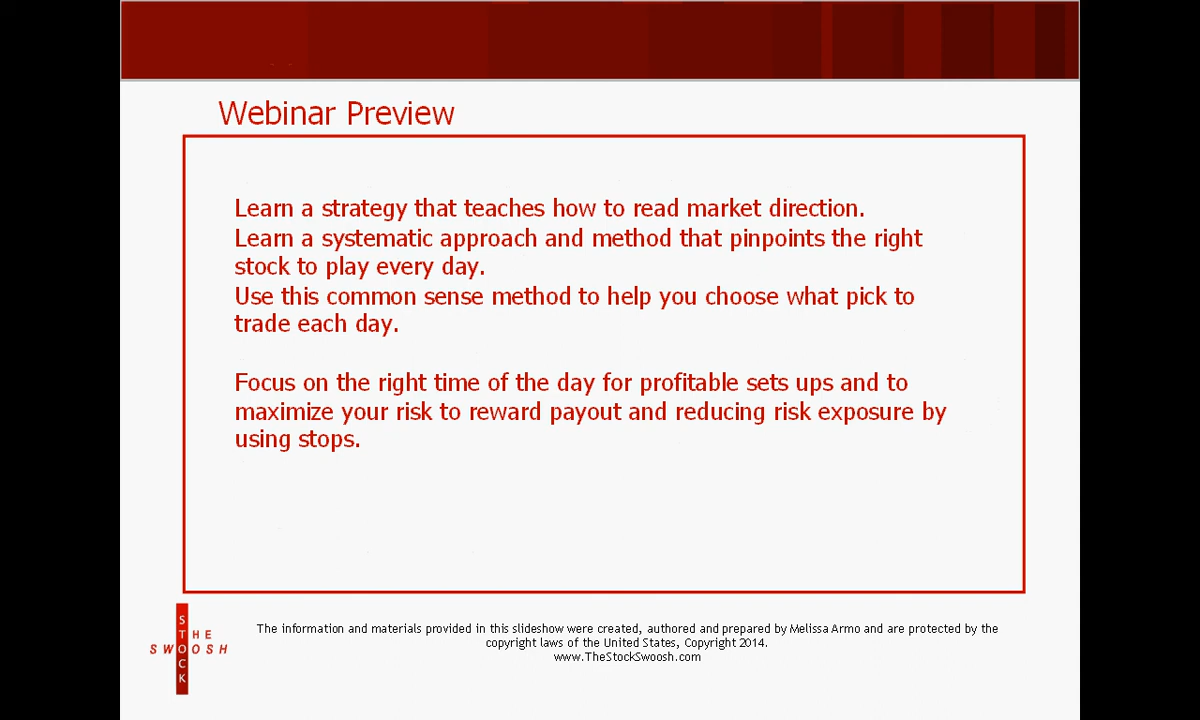 Webinar Preview
Learn a strategy that teaches how to read market direction.
Learn a systematic approach and method that pinpoints the right
stock to play every day.
Use this common sense method to help you choose what pick to
trade each day.
Focus on the right time of the day for profitable sets ups and to
maximize your risk to reward payout and reducing risk exposure by
using stops.
THE
STOCK
SWOOSH
The information and materials provided in this slideshow were created, authored and prepared by Melissa Armo and are protected by the
copyright laws of the United States, Copyright 2014.
www.TheStockSwoosh.com